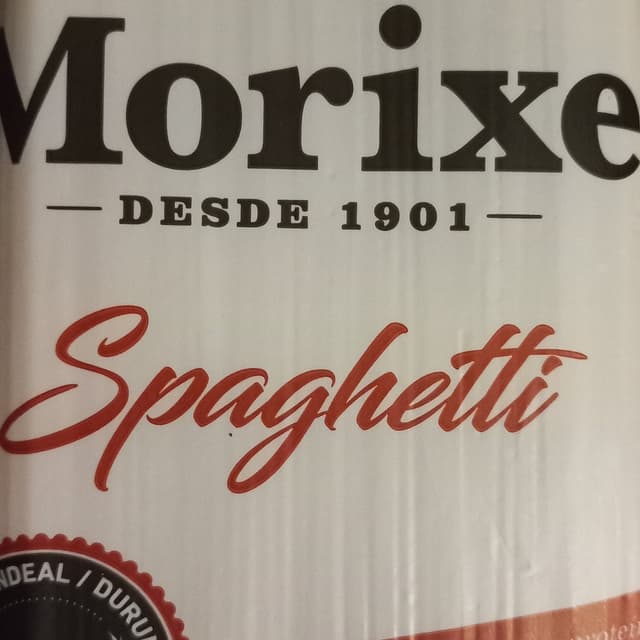 Morixe
DESDE 1901
Spaghetti
NDEAL / DURU